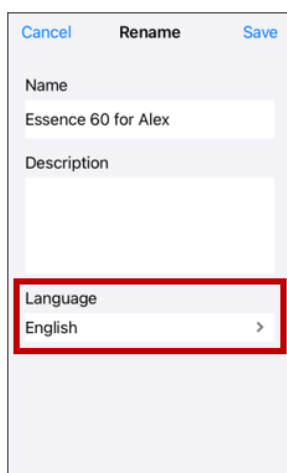 Cancel Rename Save
Name
Essence 60 for Alex
Description
Language
English